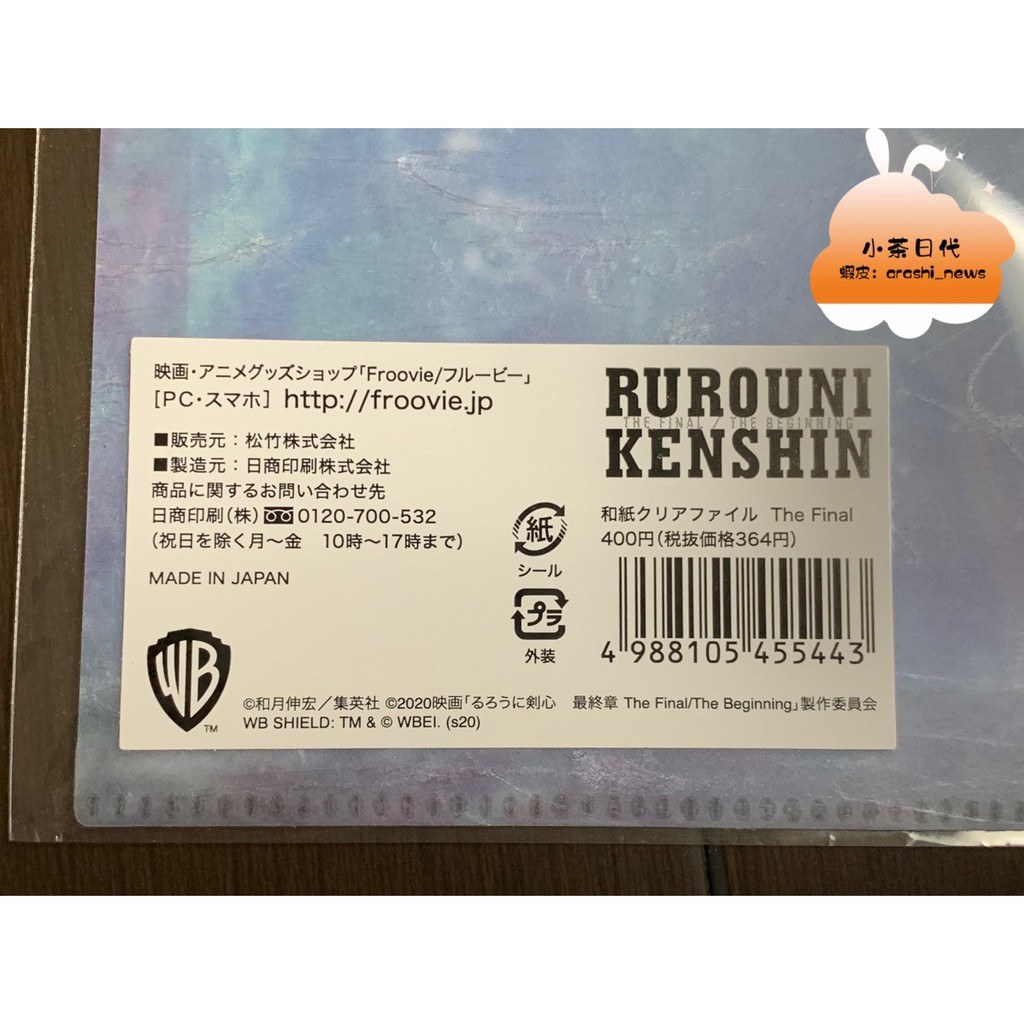 小茶日代
蝦皮：arashi_news
映画・アニメグッズショップ「Froovie/フルービー」
[PC・スマホ] http://froovie.jp
■販売元：松竹株式会社
■製造元：日商印刷株式会社
商品に関するお問い合わせ先
日商印刷(株) 0120-700-532
(祝日を除く月～金　10時～17時まで)
MADE IN JAPAN
RUROUNI
THE FINAL / THE BEGINNING
KENSHIN
紙
シール
プラ
外装
和紙クリアファイル The Final
400円(税抜価格364円)
4 988105 455443
WB
TM
©和月伸宏／集英社 ©2020映画「るろうに剣心　最終章 The Final/The Beginning」製作委員会
WB SHIELD: TM & © WBEI. (s20)